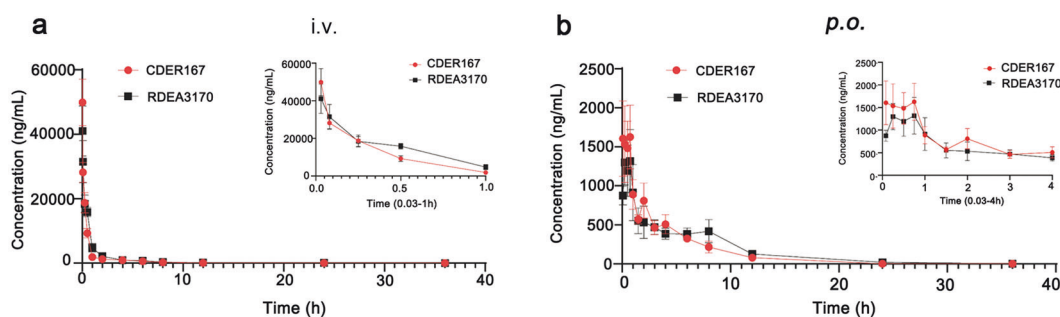 a
i.v.
Concentration (ng/mL)
60000
40000
20000
0
0
10
20
30
40
Time (h)
CDER167
RDEA3170
Concentration (ng/mL)
60000
40000
20000
0
0.0
0.5
1.0
Time (0.03-1h)
CDER167
RDEA3170
b
p.o.
Concentration (ng/mL)
2500
2000
1500
1000
500
0
0
10
20
30
40
Time (h)
CDER167
RDEA3170
Concentration (ng/mL)
2500
2000
1500
1000
500
0
0
1
2
3
4
Time (0.03-4h)
CDER167
RDEA3170